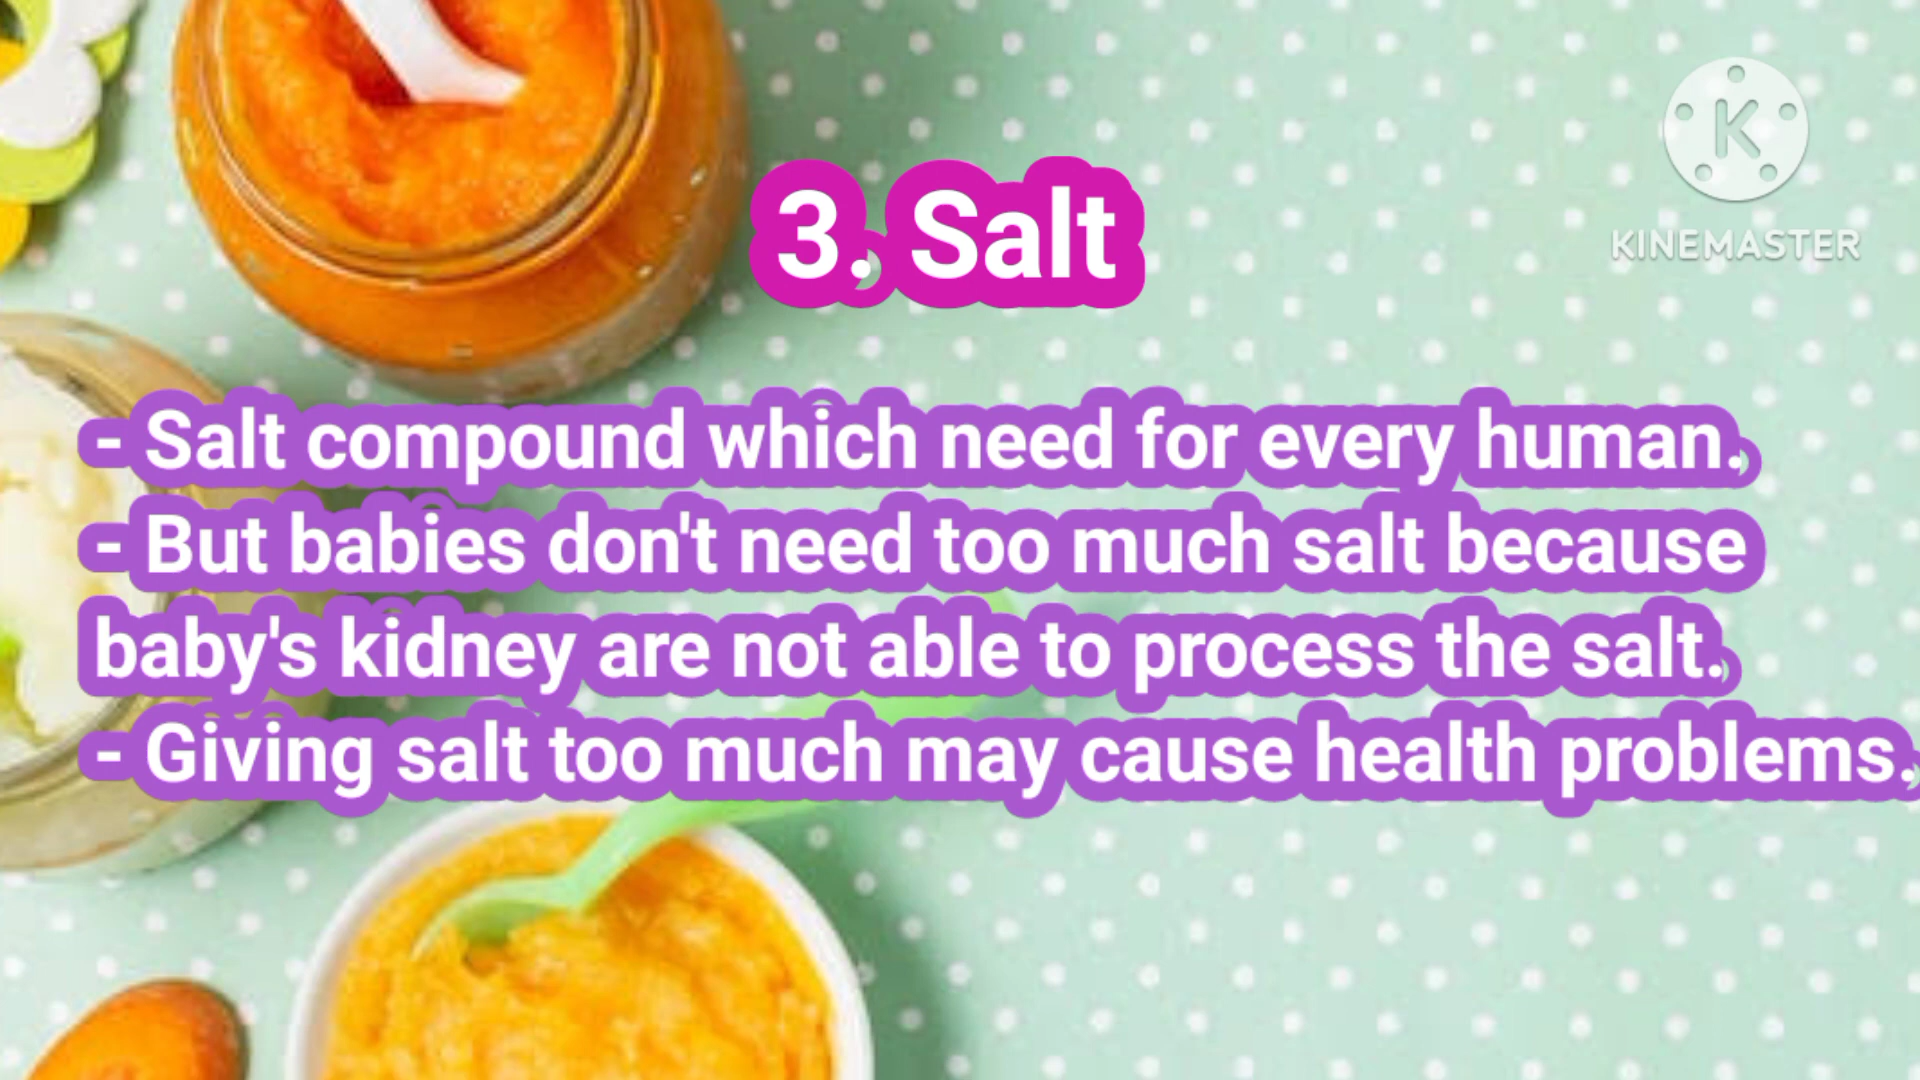 K
KINEMASTER
3. Salt
- Salt compound which need for every human.
- But babies don't need too much salt because
baby's kidney are not able to process the salt.
- Giving salt too much may cause health problems.